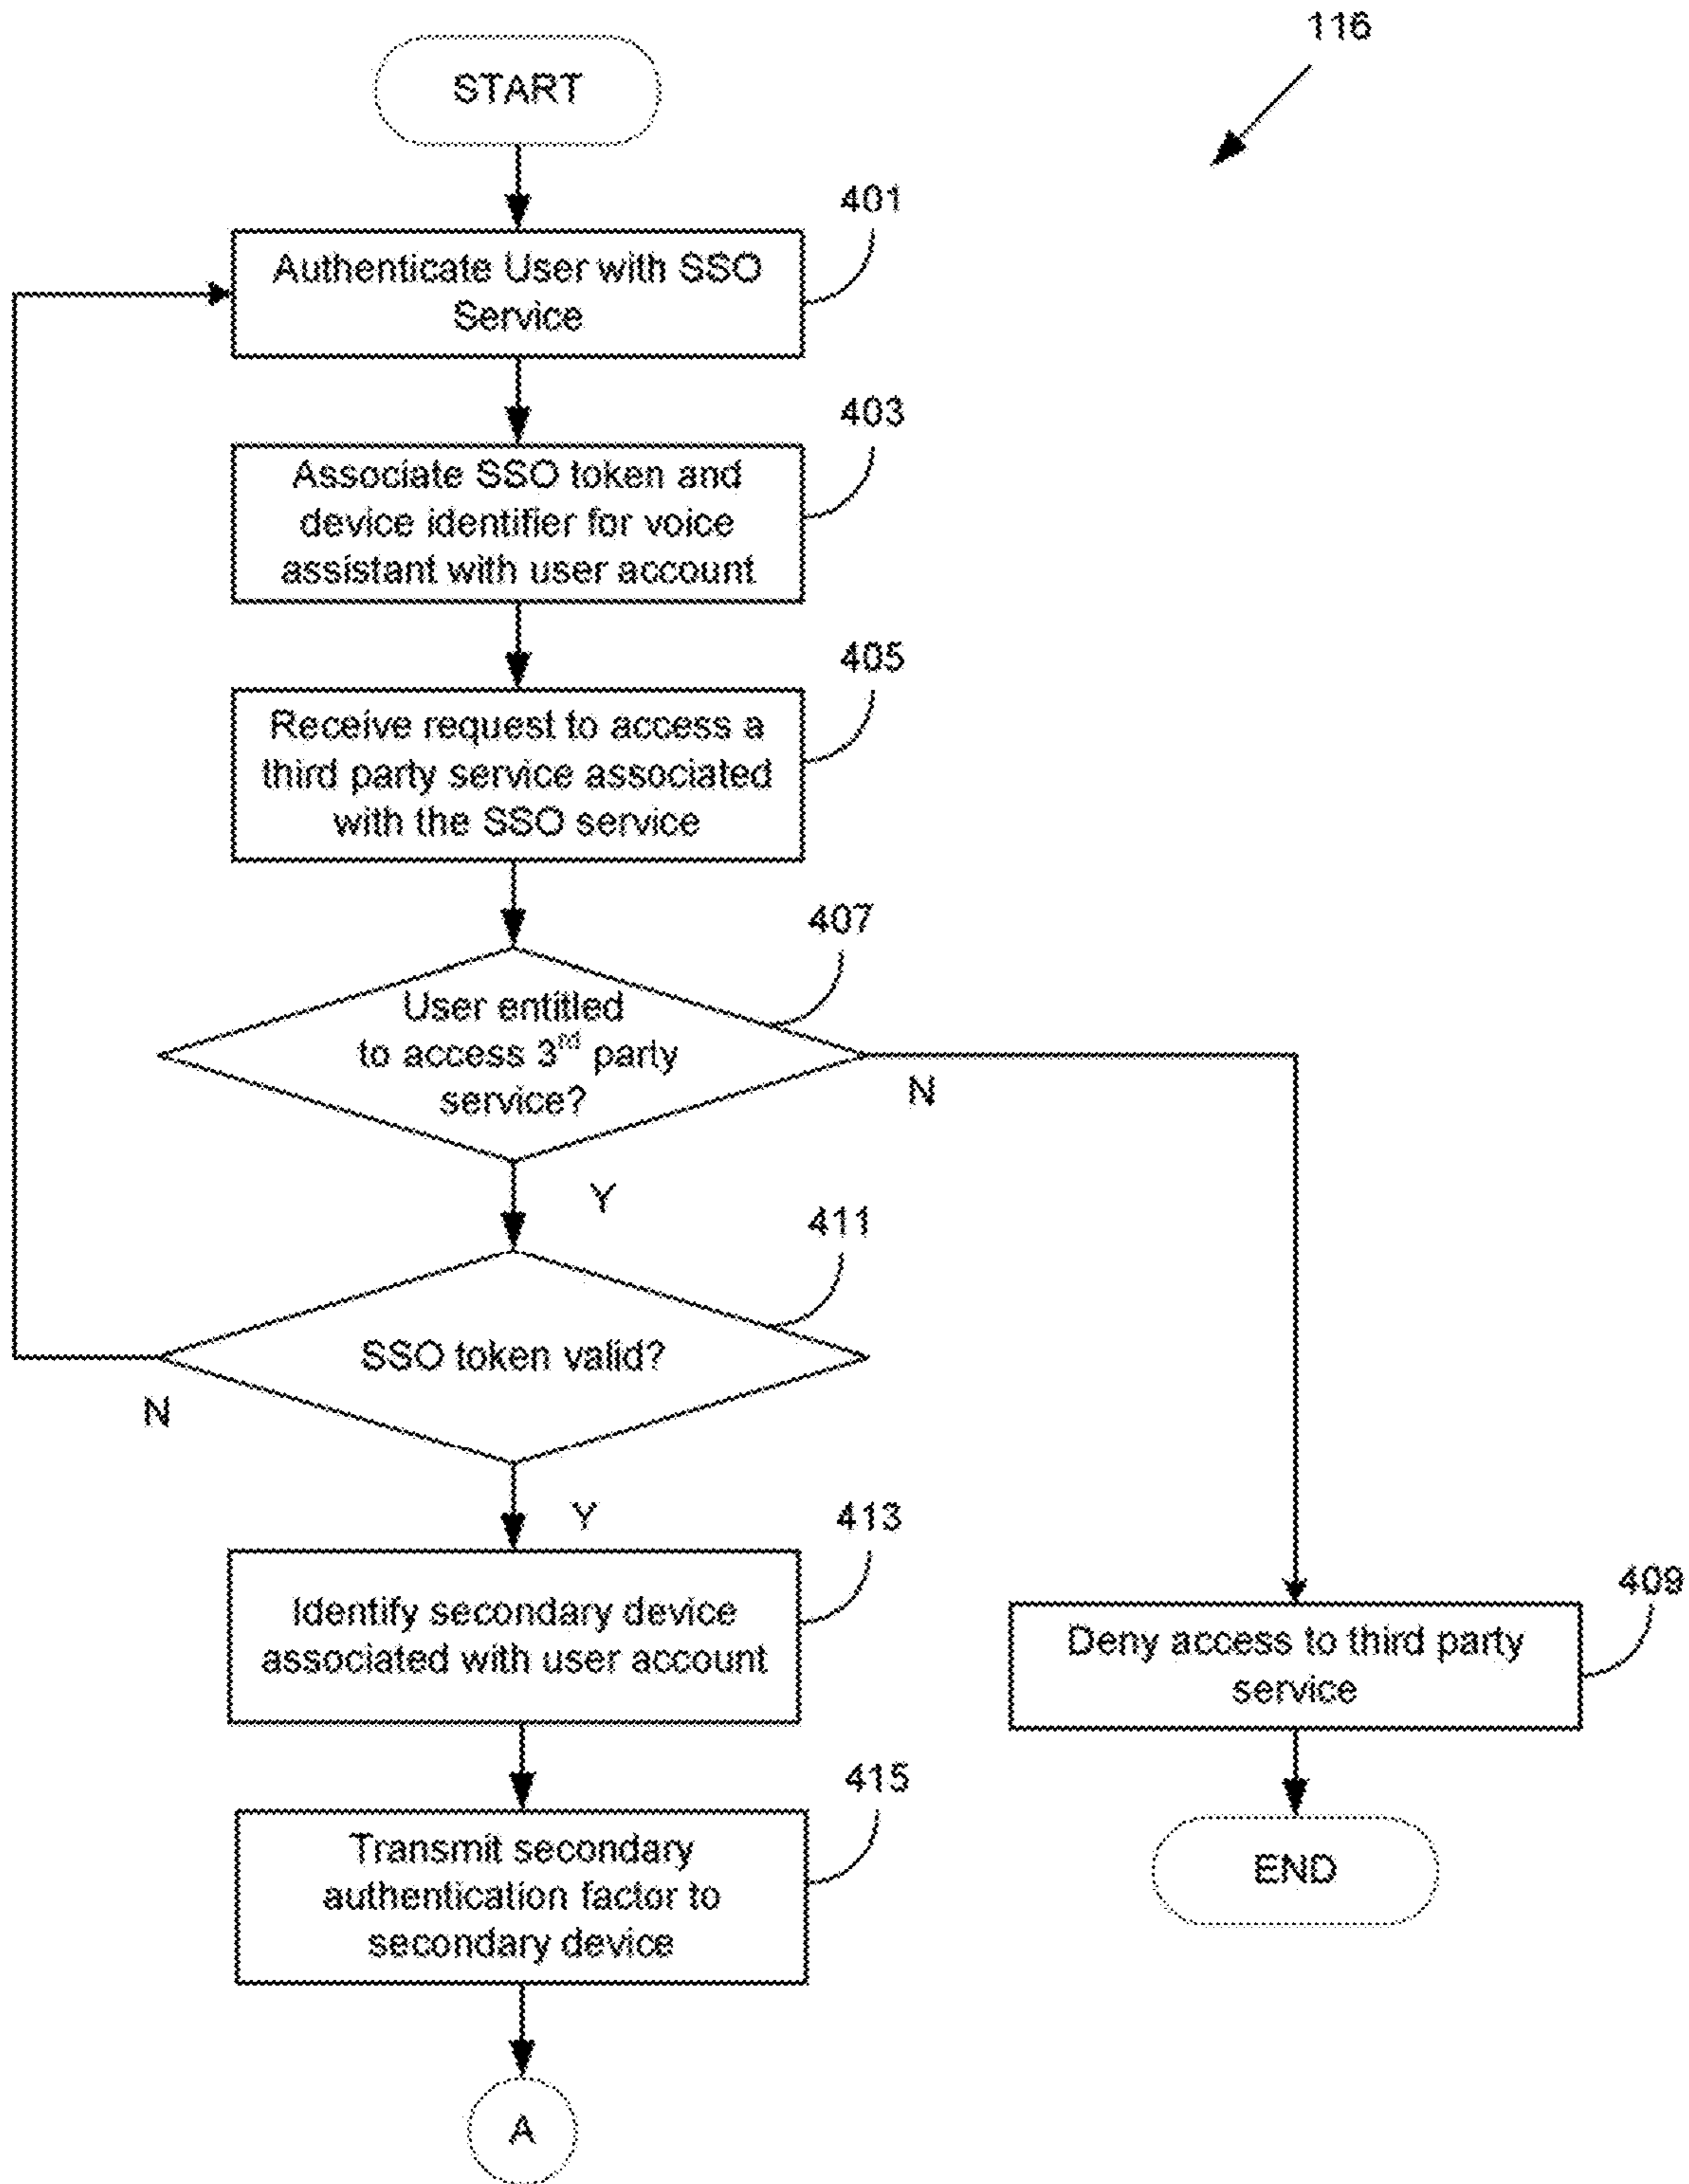 116
START
401
Authenticate User with SSO
Service
403
Associate SSO token and
device identifier for voice
assistant with user account
405
Receive request to access a
third party service associated
with the SSO service
407
User entitled
to access 3nd party
service?
N
Y
411
SSO token valid?
N
Y
413
Identify secondary device
associated with user account
409
Deny access to third party
service
415
Transmit secondary
authentication factor to
secondary device
END
A